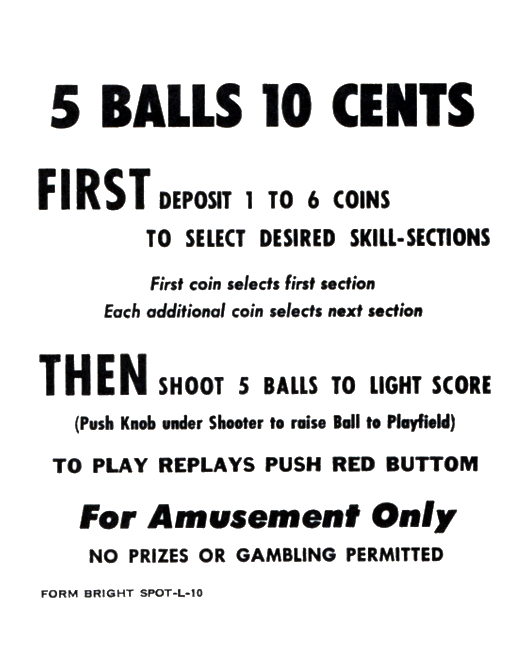 5 BALLS 10 CENTS
FIRST DEPOSIT 1 TO 6 COINS
TO SELECT DESIRED SKILL-SECTIONS
First coin selects first section
Each additional coin selects next section
THEN SHOOT 5 BALLS TO LIGHT SCORE
(Push Knob under Shooter to raise Ball to Playfield)
TO PLAY REPLAYS PUSH RED BUTTOM
For Amusement Only
NO PRIZES OR GAMBLING PERMITTED
FORM BRIGHT SPOT-L-10